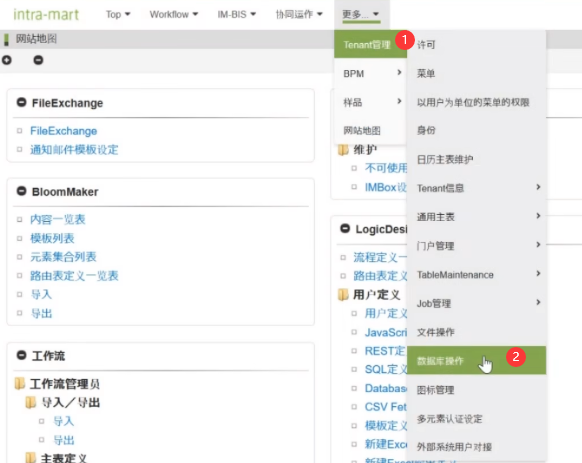 intra-mart Top Workflow IM-BIS 协同运作 更多...
网站地图
Tenant管理 1
BPM
样品
网站地图
许可
菜单
以用户为单位的菜单的权限
身份
日历主表维护
Tenant信息
通用主表
门户管理
TableMaintenance
Job管理
文件操作
数据库操作 2
图标管理
多元素认证设定
外部系统用户对接
FileExchange
FileExchange
通知邮件模板设定
BloomMaker
内容一览表
模板列表
元素集合列表
路由表定义一览表
导入
导出
工作流
工作流管理员
导入／导出
导入
导出
主表定义
维护
不可使用
IMBox设
LogicDesi
流程定义一
路由表定义
用户定义
用户定义
JavaScri
REST定
SQL定义
Databas
CSV Fet
模板定义
新建Exce